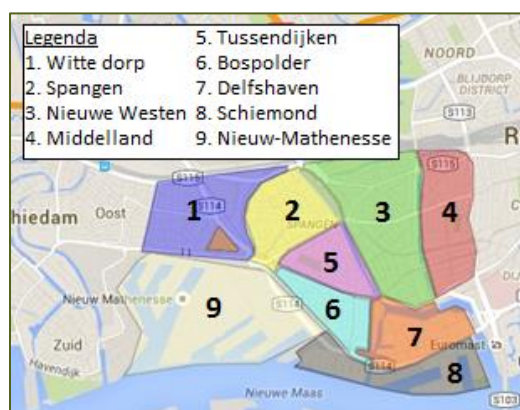 Legenda
1. Witte dorp
2. Spangen
3. Nieuwe Westen
4. Middelland
5. Tussendijken
6. Bospolder
7. Delfshaven
8. Schiemond
9. Nieuw-Mathenesse
NOORD
BLIJDORP
DISTRICT
S113
R
S116
S115
S114
hiedam
Oost
1
2
3
4
SPANGEN
5
Nieuw Mathenesse
9
S114
6
7
Zuid
Euromast
S114
8
Havendijk
Nieuwe Maas
S103